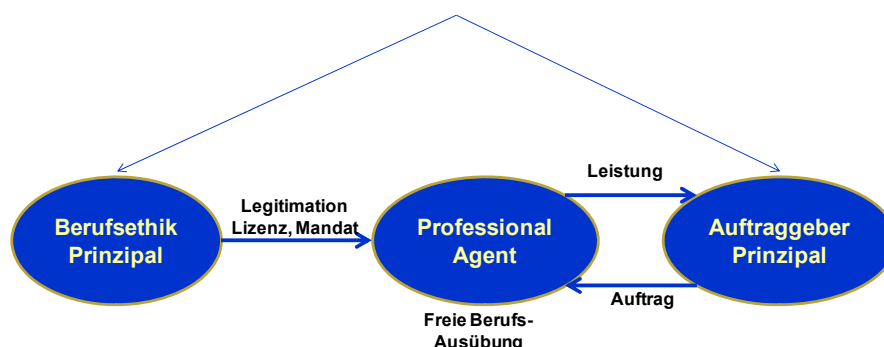 Berufsethik
Prinzipal
Legitimation
Lizenz, Mandat
Professional
Agent
Freie Berufs-
Ausübung
Leistung
Auftrag
Auftraggeber
Prinzipal